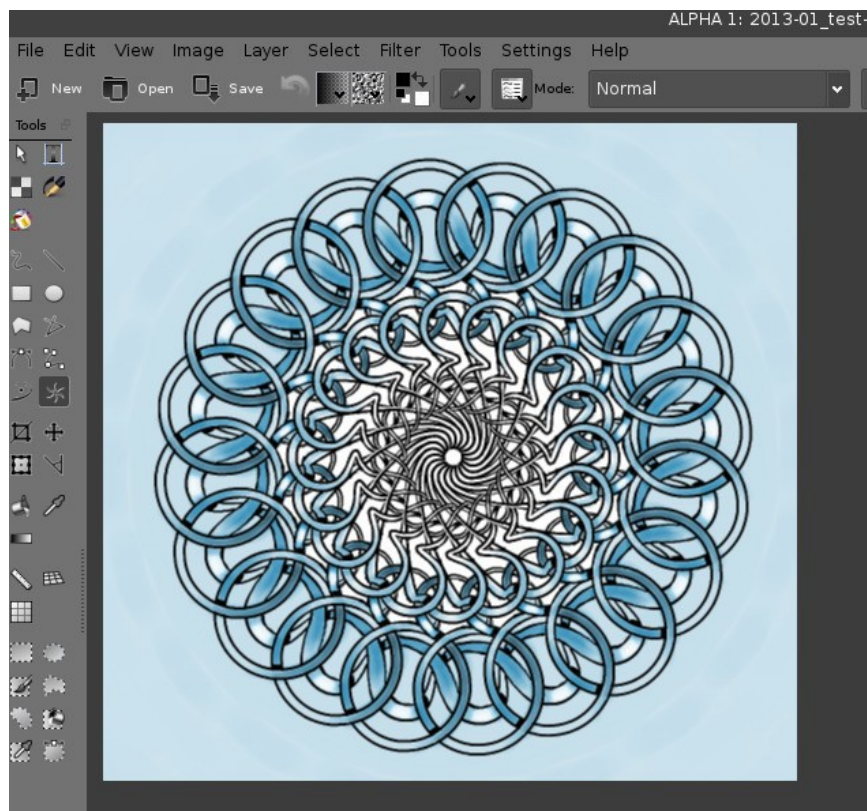 ALPHA 1: 2013-01_test-
File Edit View Image Layer Select Filter Tools Settings Help
New Open Save Mode: Normal
Tools